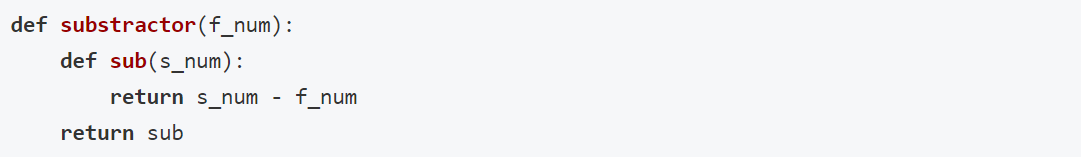 def substractor(f_num):
    def sub(s_num):
        return s_num - f_num
    return sub